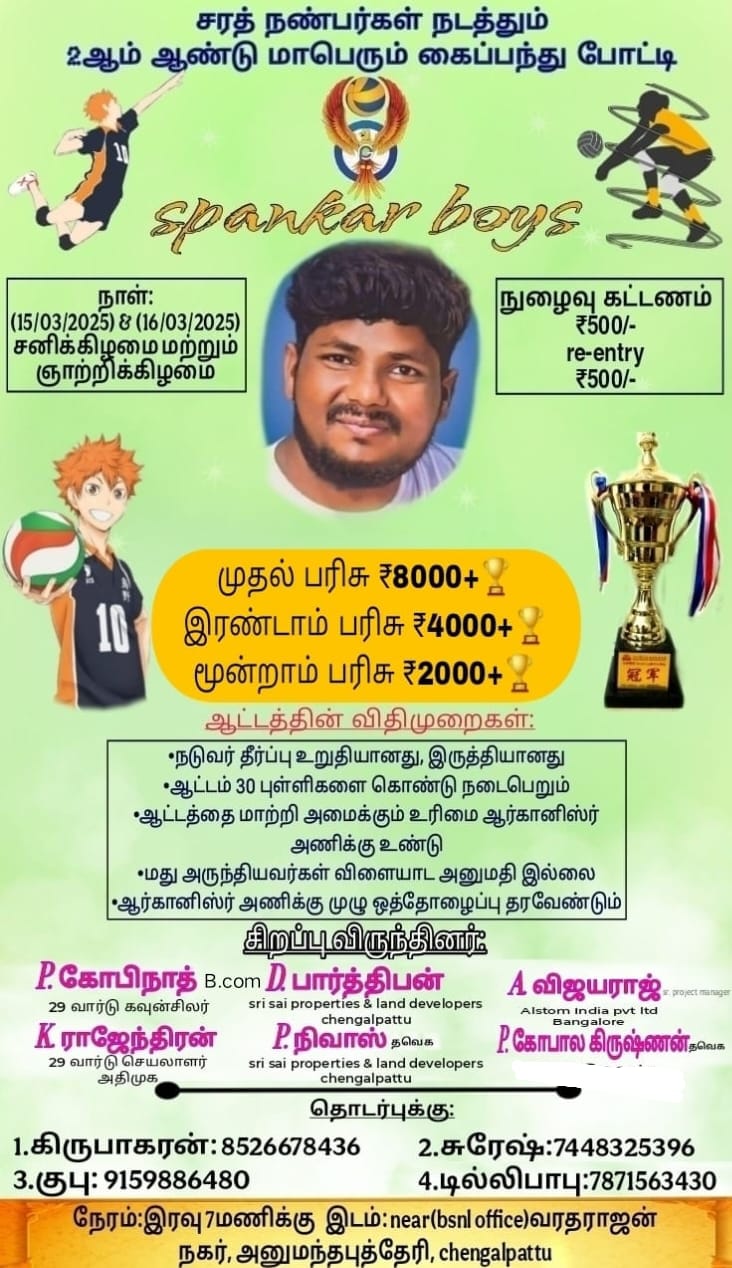 சரத் நண்பர்கள் நடத்தும்
2ஆம் ஆண்டு மாபெரும் கைப்பந்து போட்டி
spankar boys
நாள்:
(15/03/2025) & (16/03/2025)
சனிக்கிழமை மற்றும்
ஞாற்றிக்கிழமை
நுழைவு கட்டணம்
₹500/-
re-entry
₹500/-
10
10
முதல் பரிசு ₹8000+🏆
இரண்டாம் பரிசு ₹4000+🏆
மூன்றாம் பரிசு ₹2000+🏆
冠军
ஆட்டத்தின் விதிமுறைகள்:
•நடுவர் தீர்ப்பு உறுதியானது, இருத்தியானது
•ஆட்டம் 30 புள்ளிகளை கொண்டு நடைபெறும்
•ஆட்டத்தை மாற்றி அமைக்கும் உரிமை ஆர்கானிஸ்ர்
அணிக்கு உண்டு
•மது அருந்தியவர்கள் விளையாட அனுமதி இல்லை
•ஆர்கானிஸ்ர் அணிக்கு முழு ஒத்தோழைப்பு தரவேண்டும்
சிறப்பு விருந்தினர்:
P. கோபிநாத் B.com D. பார்த்திபன் A விஜயராஜ் sr. project manager
29 வார்டு கவுன்சிலர் sri sai properties & land developers chengalpattu Alstom India pvt ltd Bangalore
K ராஜேந்திரன் P. நிவாஸ் தவெக P. கோபால கிருஷ்ணன் தவெக
29 வார்டு செயலாளர் அதிமுக sri sai properties & land developers chengalpattu
தொடர்புக்கு:
1.கிருபாகரன்: 8526678436 2.சுரேஷ்:7448325396
3.குபு: 9159886480 4.டில்லிபாபு:7871563430
நேரம்:இரவு 7மணிக்கு இடம்: near(bsnl office)வரதராஜன்
நகர், அனுமந்தபுத்தேரி, chengalpattu